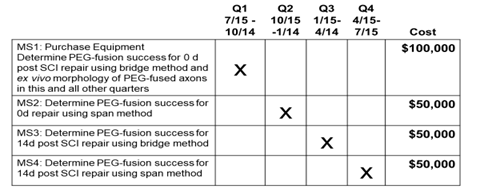 Q1 Q2 Q3 Q4
7/15 - 10/15 1/15- 4/15-
10/14 -1/14 4/14 7/15 Cost
MS1: Purchase Equipment $100,000
Determine PEG-fusion success for 0 d
post SCI repair using bridge method and X
ex vivo morphology of PEG-fused axons
in this and all other quarters
MS2: Determine PEG-fusion success for $50,000
0d repair using span method X
MS3: Determine PEG-fusion success for $50,000
14d post SCI repair using bridge method X
MS4: Determine PEG-fusion success for $50,000
14d post SCI repair using span method X